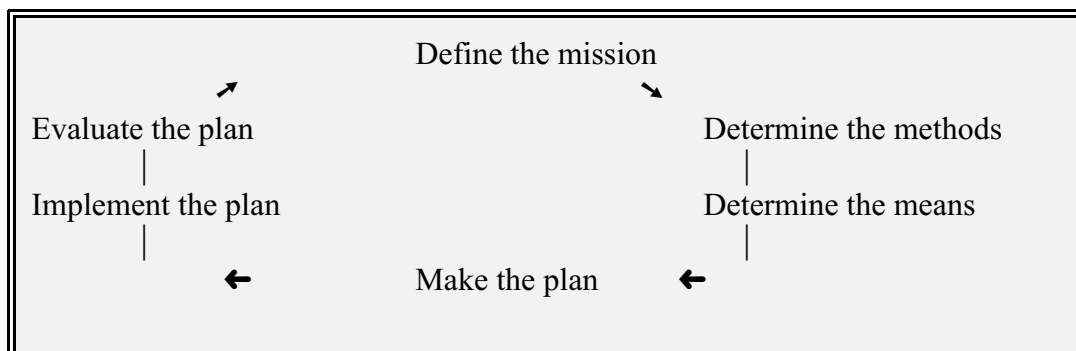 Define the mission
Evaluate the plan Determine the methods
Implement the plan Determine the means
Make the plan